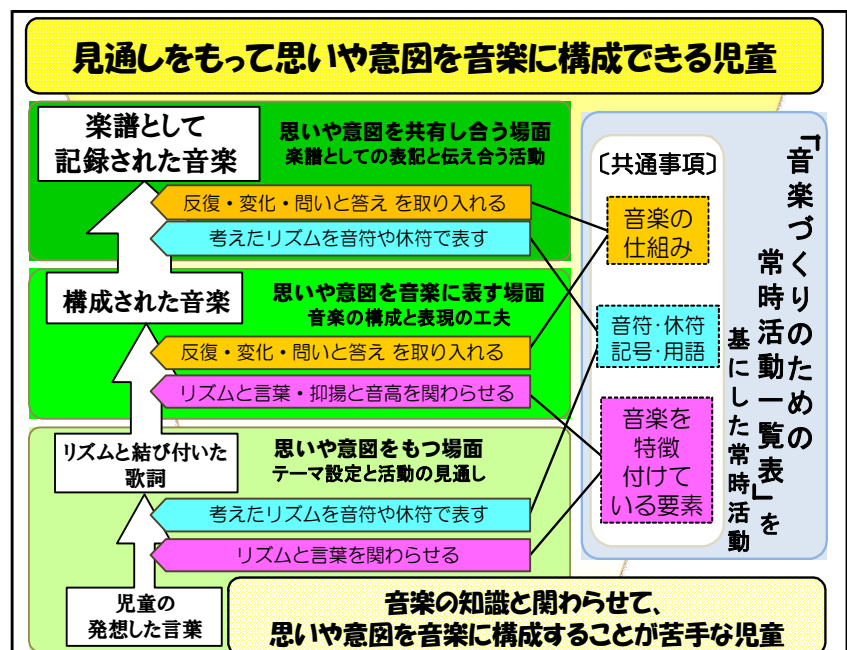 見通しをもって思いや意図を音楽に構成できる児童
楽譜として
記録された音楽
思いや意図を共有し合う場面
楽譜としての表記と伝え合う活動
反復・変化・問いと答え を取り入れる
考えたリズムを音符や休符で表す
構成された音楽
思いや意図を音楽に表す場面
音楽の構成と表現の工夫
反復・変化・問いと答え を取り入れる
リズムと言葉・抑揚と音高を関わらせる
リズムと結び付いた
歌詞
思いや意図をもつ場面
テーマ設定と活動の見通し
考えたリズムを音符や休符で表す
リズムと言葉を関わらせる
児童の
発想した言葉
〔共通事項〕
音楽の
仕組み
音符・休符
記号・用語
音楽を
特徴
付けて
いる要素
「音楽づくりのための
常時活動一覧表」を
基にした常時活動
音楽の知識と関わらせて、
思いや意図を音楽に構成することが苦手な児童